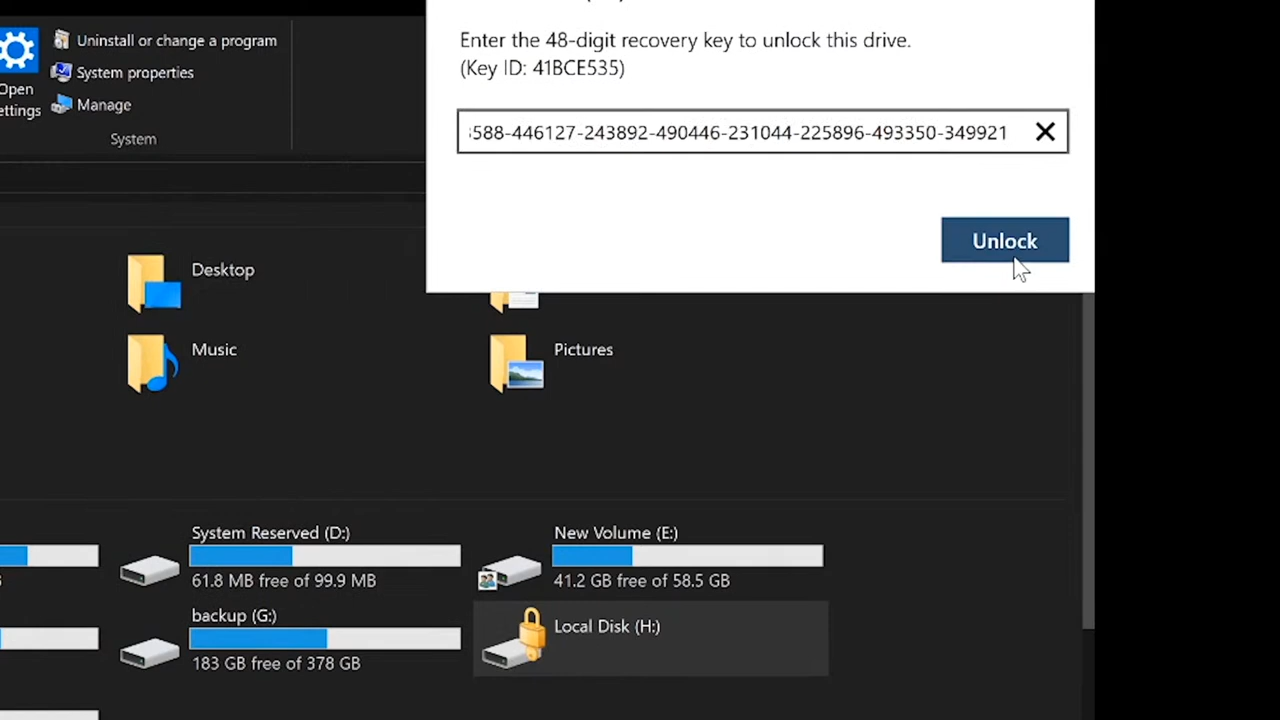 Enter the 48-digit recovery key to unlock this drive.
(Key ID: 41BCE535)
588-446127-243892-490446-231044-225896-493350-349921
Unlock
Uninstall or change a program
System properties
Open
ettings
Manage
System
Desktop
Music
Pictures
System Reserved (D:)
61.8 MB free of 99.9 MB
New Volume (E:)
41.2 GB free of 58.5 GB
backup (G:)
183 GB free of 378 GB
Local Disk (H:)